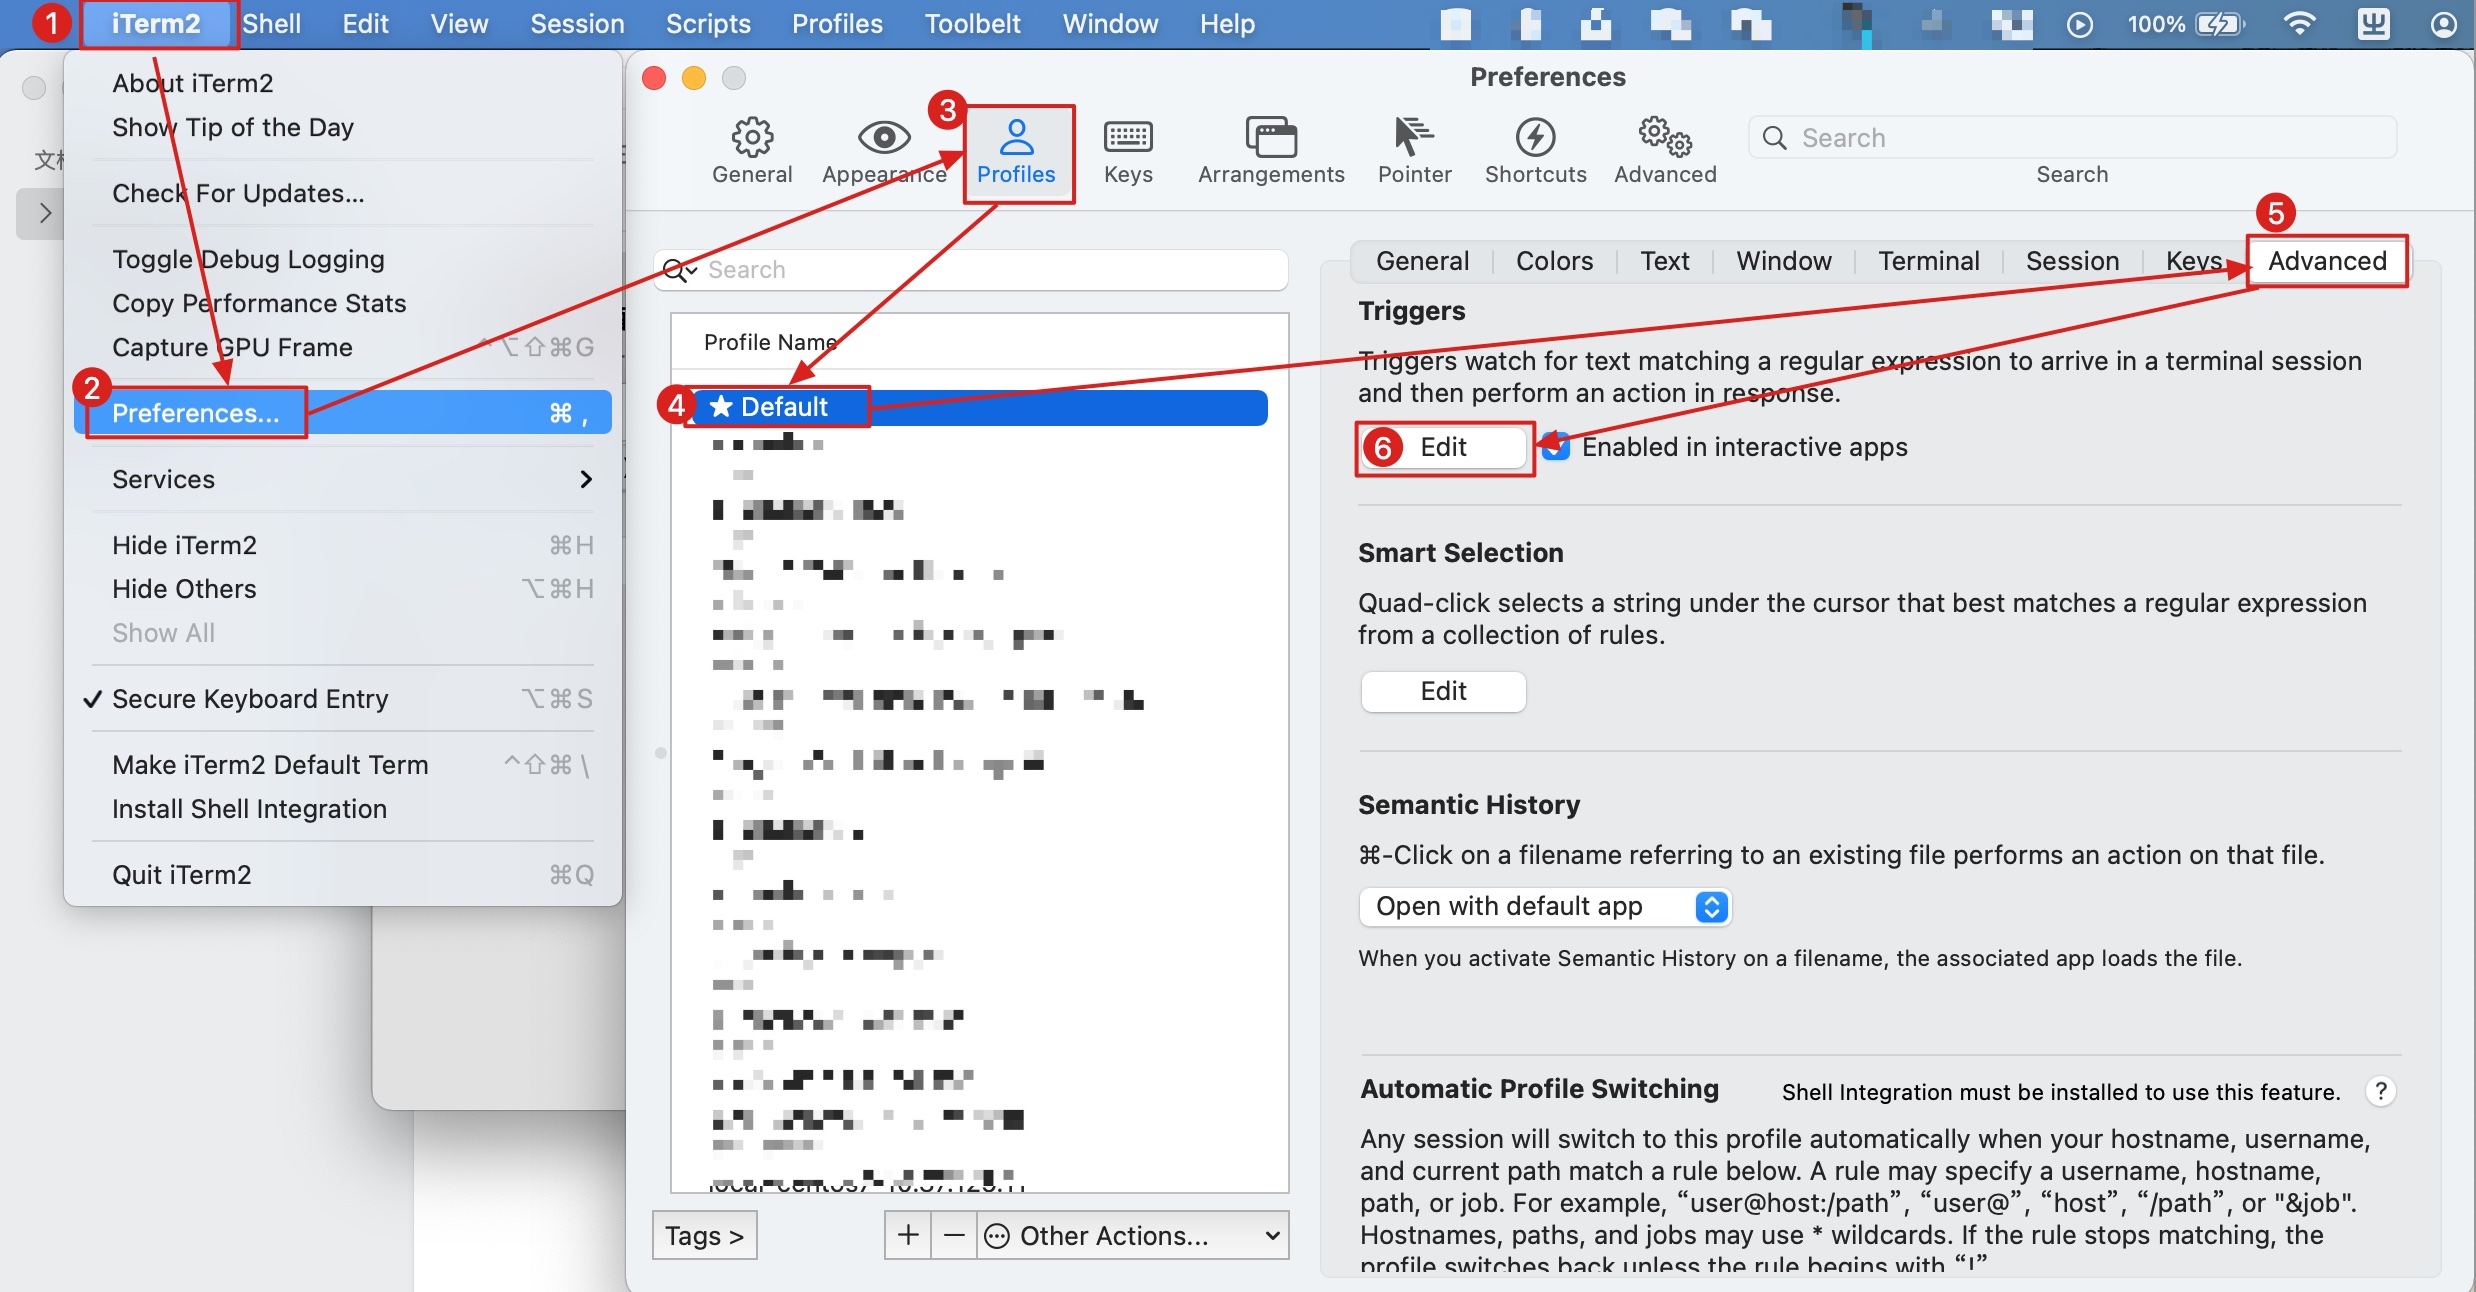 1 iTerm2 Shell Edit View Session Scripts Profiles Toolbelt Window Help 100%
About iTerm2
Show Tip of the Day
Check For Updates...
Toggle Debug Logging
Copy Performance Stats
Capture GPU Frame ^⌥⇧⌘G
2 Preferences... ⌘,
Services
Hide iTerm2 ⌘H
Hide Others ⌥⌘H
Show All
✓ Secure Keyboard Entry ⌥⌘S
Make iTerm2 Default Term ^⇧⌘\
Install Shell Integration
Quit iTerm2 ⌘Q
Preferences
3
General Appearance Profiles Keys Arrangements Pointer Shortcuts Advanced Search
Search
Search
Profile Name
4 ★ Default
Tags >
+ − Other Actions...
5
General Colors Text Window Terminal Session Keys Advanced
Triggers
Triggers watch for text matching a regular expression to arrive in a terminal session
and then perform an action in response.
6 Edit Enabled in interactive apps
Smart Selection
Quad-click selects a string under the cursor that best matches a regular expression
from a collection of rules.
Edit
Semantic History
⌘-Click on a filename referring to an existing file performs an action on that file.
Open with default app
When you activate Semantic History on a filename, the associated app loads the file.
Automatic Profile Switching Shell Integration must be installed to use this feature. ?
Any session will switch to this profile automatically when your hostname, username,
and current path match a rule below. A rule may specify a username, hostname,
path, or job. For example, “user@host:/path”, “user@”, “host”, “/path”, or "&job".
Hostnames, paths, and jobs may use * wildcards. If the rule stops matching, the
profile switches back unless the rule begins with “!”